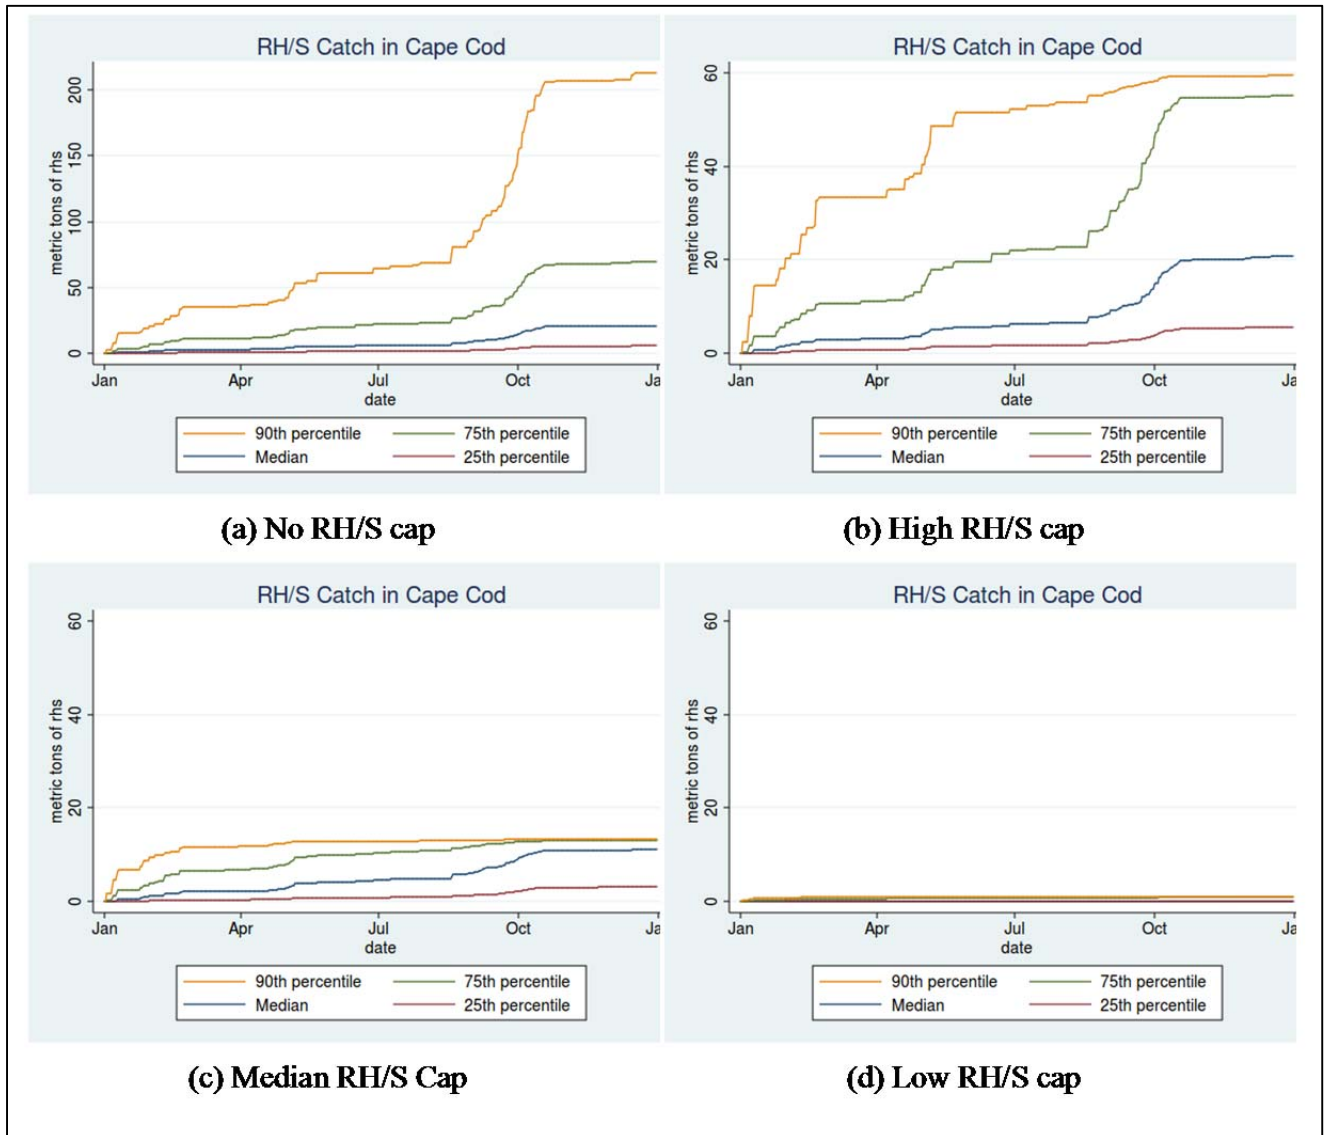 RH/S Catch in Cape Cod
metric tons of rhs
200
150
100
50
0
Jan Apr Jul Oct Ja
date
90th percentile 75th percentile
Median 25th percentile
(a) No RH/S cap
RH/S Catch in Cape Cod
metric tons of rhs
60
40
20
0
Jan Apr Jul Oct Ja
date
90th percentile 75th percentile
Median 25th percentile
(b) High RH/S cap
RH/S Catch in Cape Cod
metric tons of rhs
60
40
20
0
Jan Apr Jul Oct Ja
date
90th percentile 75th percentile
Median 25th percentile
(c) Median RH/S Cap
RH/S Catch in Cape Cod
metric tons of rhs
60
40
20
0
Jan Apr Jul Oct Ja
date
90th percentile 75th percentile
Median 25th percentile
(d) Low RH/S cap